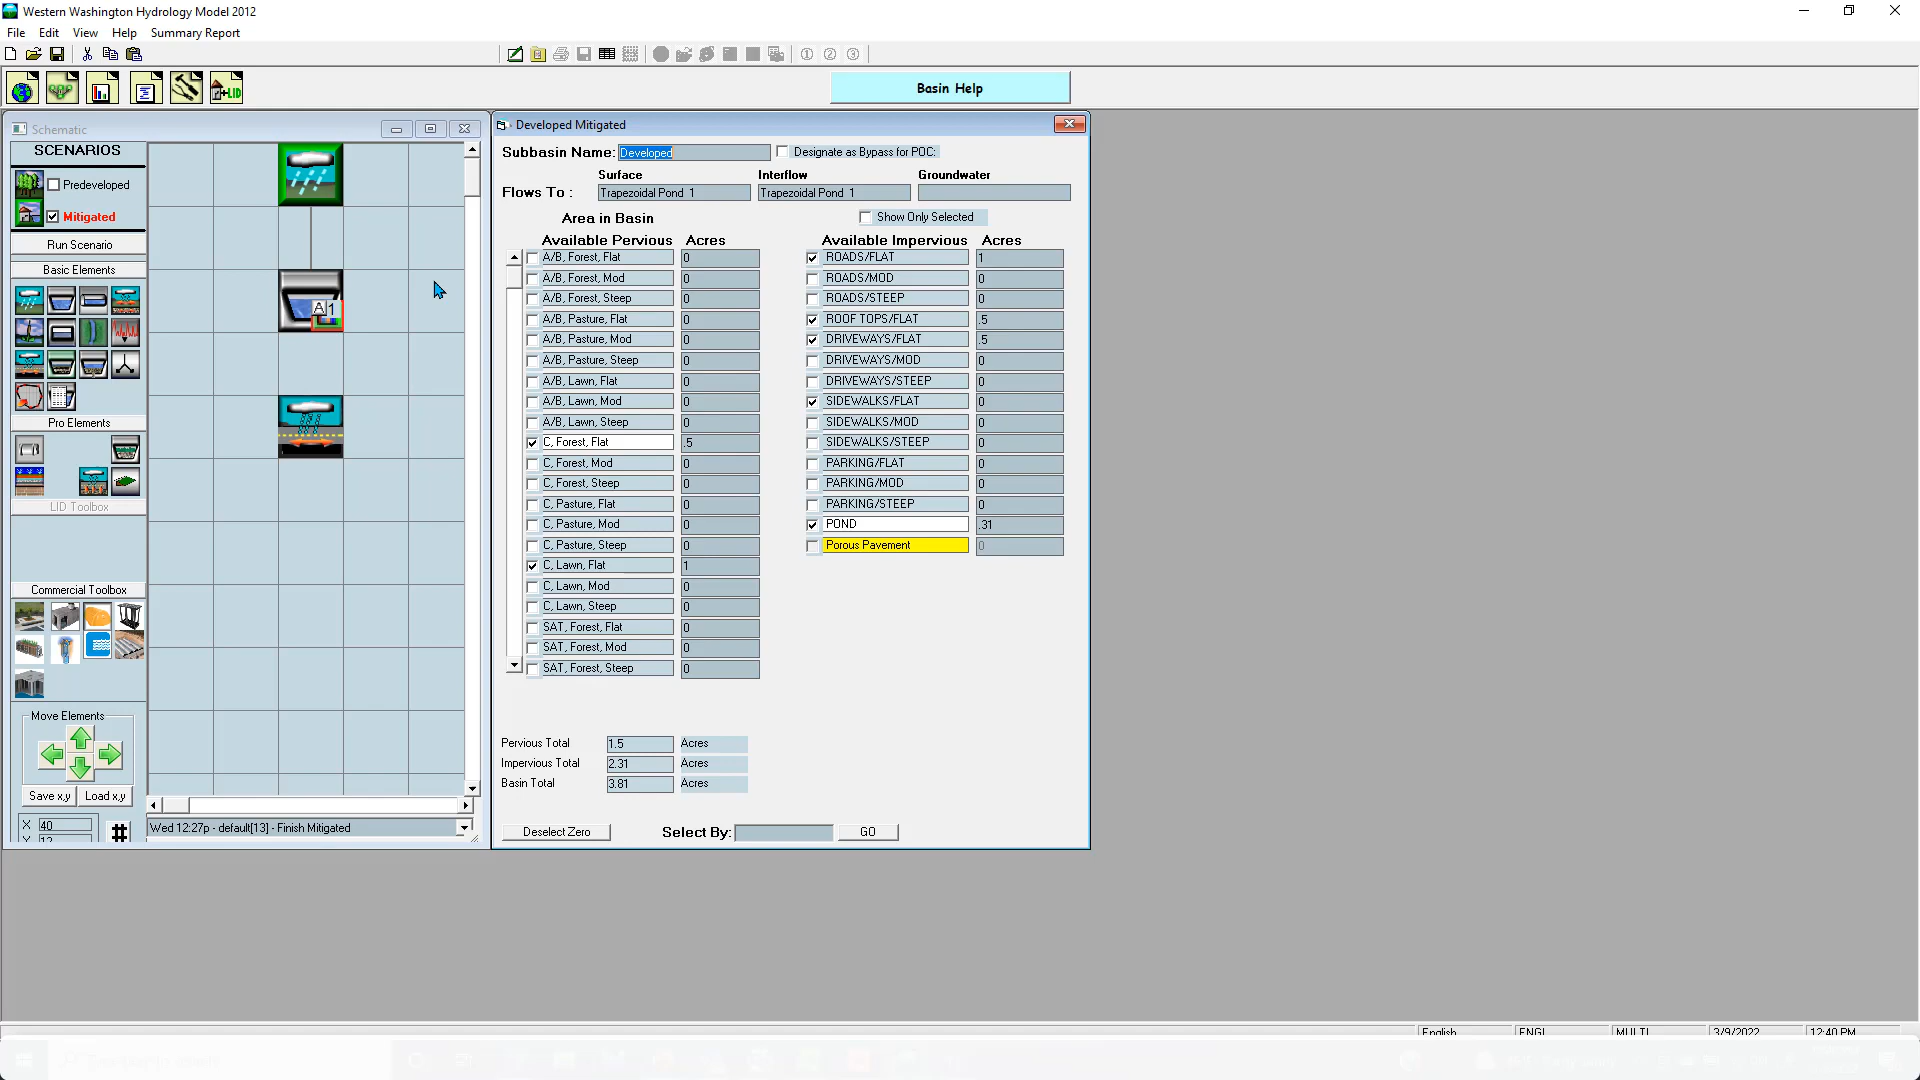 Western Washington Hydrology Model 2012
File Edit View Help Summary Report
Basin Help
Schematic
SCENARIOS
Predeveloped
Mitigated
Run Scenario
Basic Elements
Pro Elements
LID Toolbox
Commercial Toolbox
Move Elements
Save x,y Load x,y
X 40
Y 12
#
A 1
+LID
Wed 12:27p - default[13] - Finish Mitigated
Developed Mitigated
Subbasin Name: Developed Designate as Bypass for POC:
Surface Interflow Groundwater
Flows To : Trapezoidal Pond 1 Trapezoidal Pond 1
Area in Basin Show Only Selected
Available Pervious Acres Available Impervious Acres
A/B, Forest, Flat 0 ROADS/FLAT 1
A/B, Forest, Mod 0 ROADS/MOD 0
A/B, Forest, Steep 0 ROADS/STEEP 0
A/B, Pasture, Flat 0 ROOF TOPS/FLAT .5
A/B, Pasture, Mod 0 DRIVEWAYS/FLAT .5
A/B, Pasture, Steep 0 DRIVEWAYS/MOD 0
A/B, Lawn, Flat 0 DRIVEWAYS/STEEP 0
A/B, Lawn, Mod 0 SIDEWALKS/FLAT 0
A/B, Lawn, Steep 0 SIDEWALKS/MOD 0
C, Forest, Flat .5 SIDEWALKS/STEEP 0
C, Forest, Mod 0 PARKING/FLAT 0
C, Forest, Steep 0 PARKING/MOD 0
C, Pasture, Flat 0 PARKING/STEEP 0
C, Pasture, Mod 0 POND .31
C, Pasture, Steep 0 Porous Pavement 0
C, Lawn, Flat 1
C, Lawn, Mod 0
C, Lawn, Steep 0
SAT, Forest, Flat 0
SAT, Forest, Mod 0
SAT, Forest, Steep 0
Pervious Total 1.5 Acres
Impervious Total 2.31 Acres
Basin Total 3.81 Acres
Deselect Zero Select By: GO
English ENGL MULTI 3/9/2022 12:40 PM